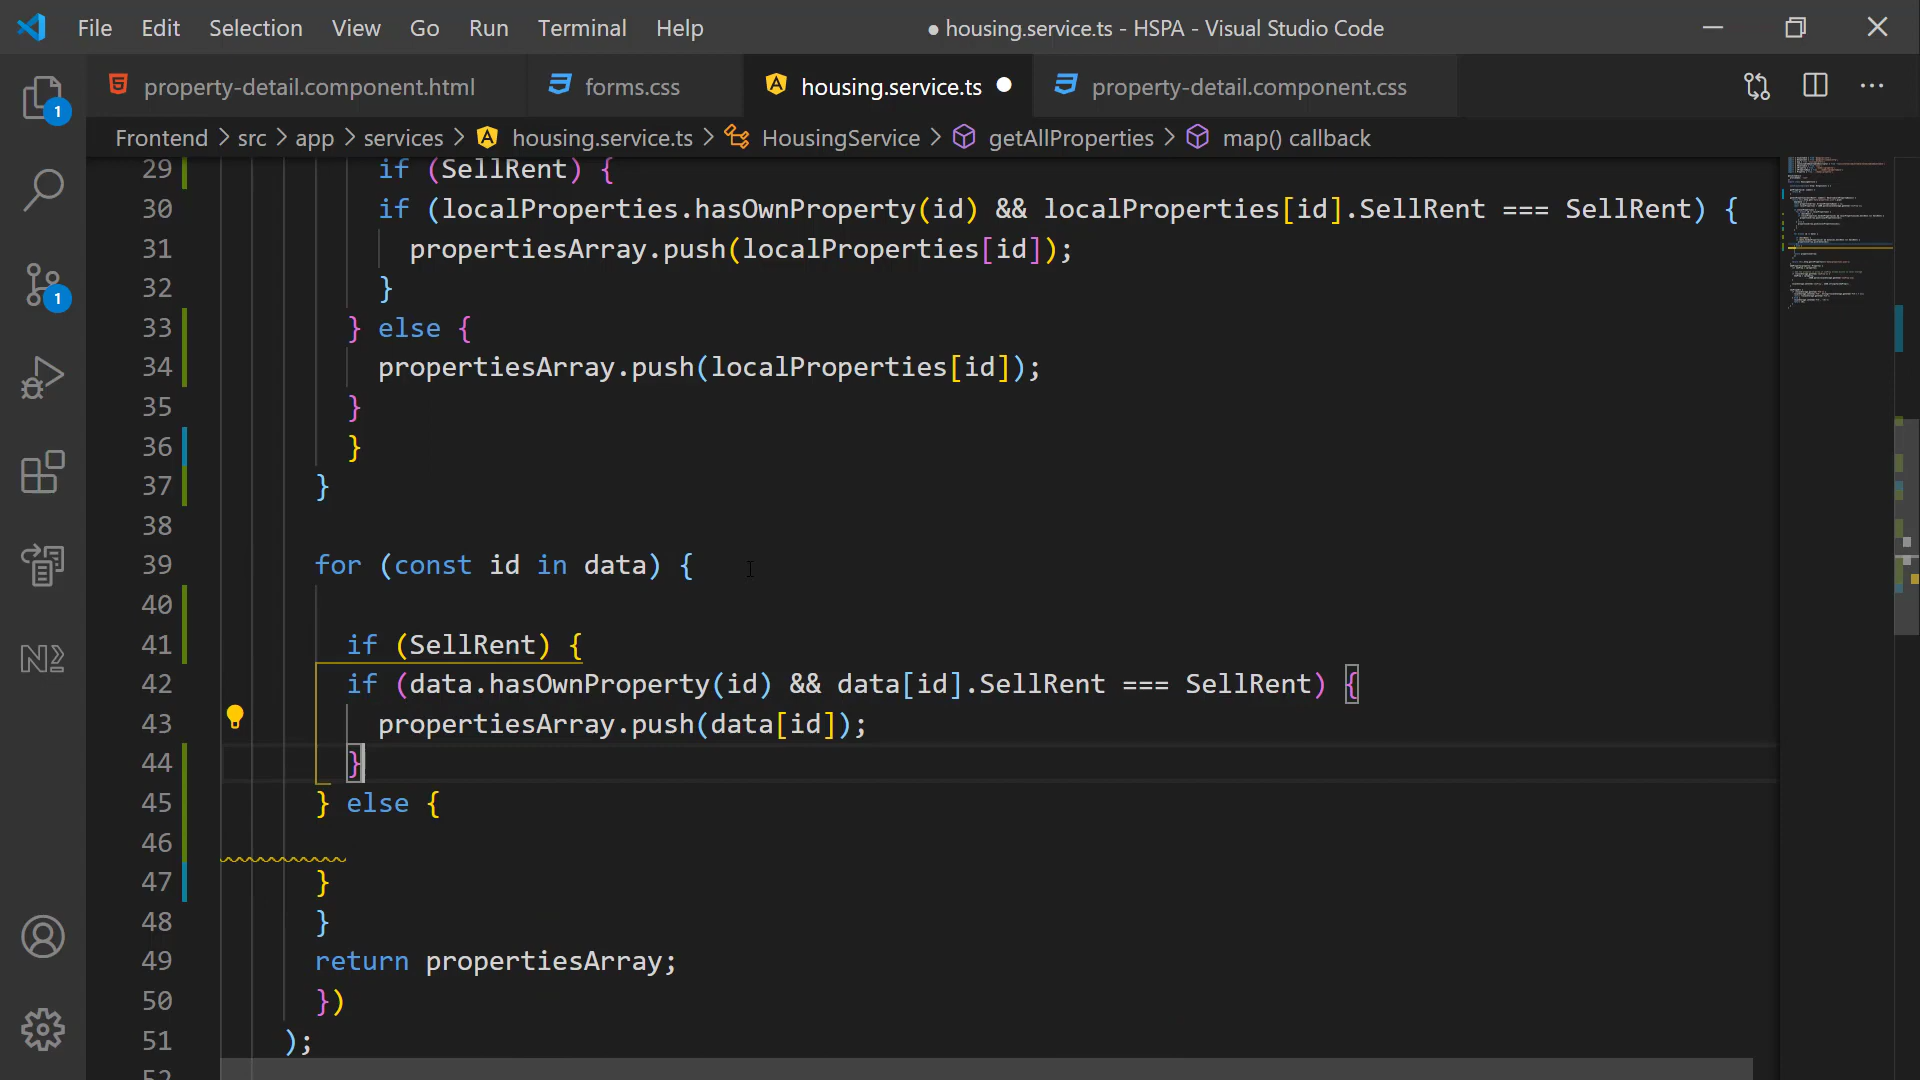 File Edit Selection View Go Run Terminal Help
● housing.service.ts - HSPA - Visual Studio Code
property-detail.component.html
forms.css
housing.service.ts
property-detail.component.css
Frontend > src > app > services > housing.service.ts > HousingService > getAllProperties > map() callback
29 if (SellRent) {
30 if (localProperties.hasOwnProperty(id) && localProperties[id].SellRent === SellRent) {
31 propertiesArray.push(localProperties[id]);
32 }
33 } else {
34 propertiesArray.push(localProperties[id]);
35 }
36 }
37 }
38
39 for (const id in data) {
40
41 if (SellRent) {
42 if (data.hasOwnProperty(id) && data[id].SellRent === SellRent) {
43 propertiesArray.push(data[id]);
44 }
45 } else {
46
47 }
48 }
49 return propertiesArray;
50 })
51 );
52
1
1